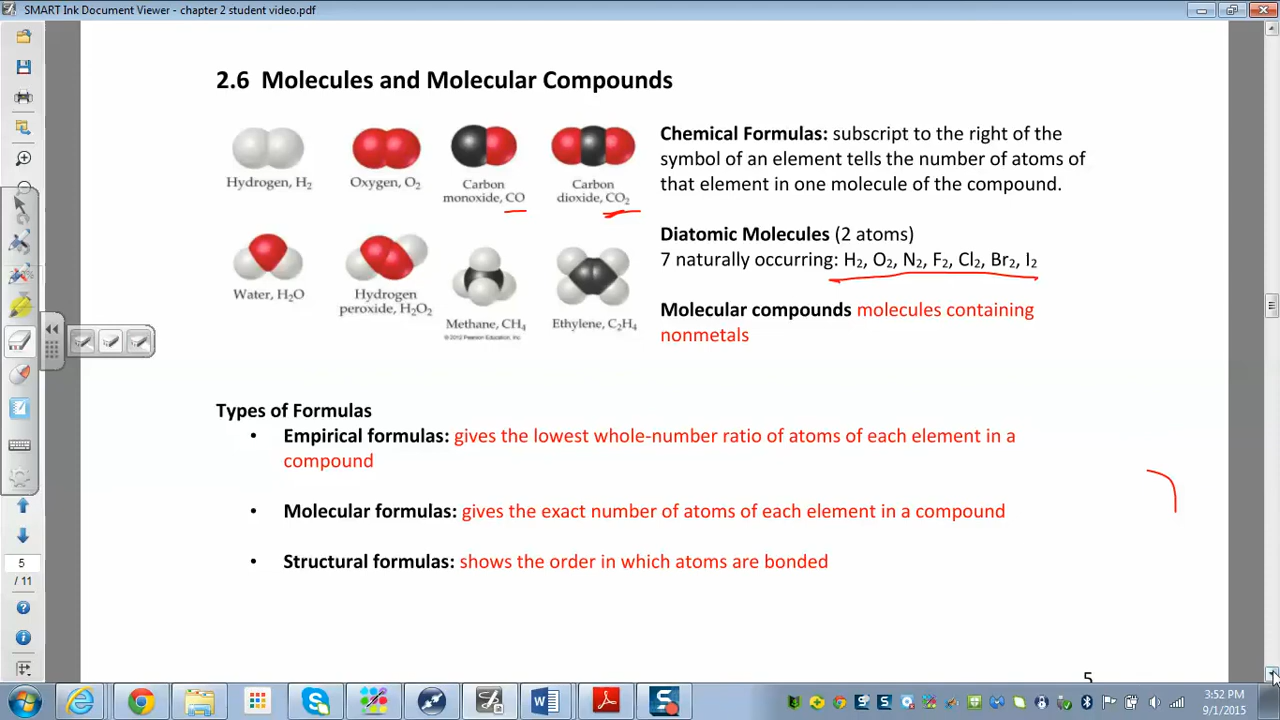 SMART Ink Document Viewer - chapter 2 student video.pdf
2.6 Molecules and Molecular Compounds
Hydrogen, H₂
Oxygen, O₂
Carbon
monoxide, CO
Carbon
dioxide, CO₂
Water, H₂O
Hydrogen
peroxide, H₂O₂
Methane, CH₄
Ethylene, C₂H₄
© 2012 Pearson Education, Inc.
Chemical Formulas: subscript to the right of the
symbol of an element tells the number of atoms of
that element in one molecule of the compound.
Diatomic Molecules (2 atoms)
7 naturally occurring: H₂, O₂, N₂, F₂, Cl₂, Br₂, I₂
Molecular compounds molecules containing
nonmetals
Types of Formulas
• Empirical formulas: gives the lowest whole-number ratio of atoms of each element in a
compound
• Molecular formulas: gives the exact number of atoms of each element in a compound
• Structural formulas: shows the order in which atoms are bonded
5
5
/ 11
3:52 PM
9/1/2015